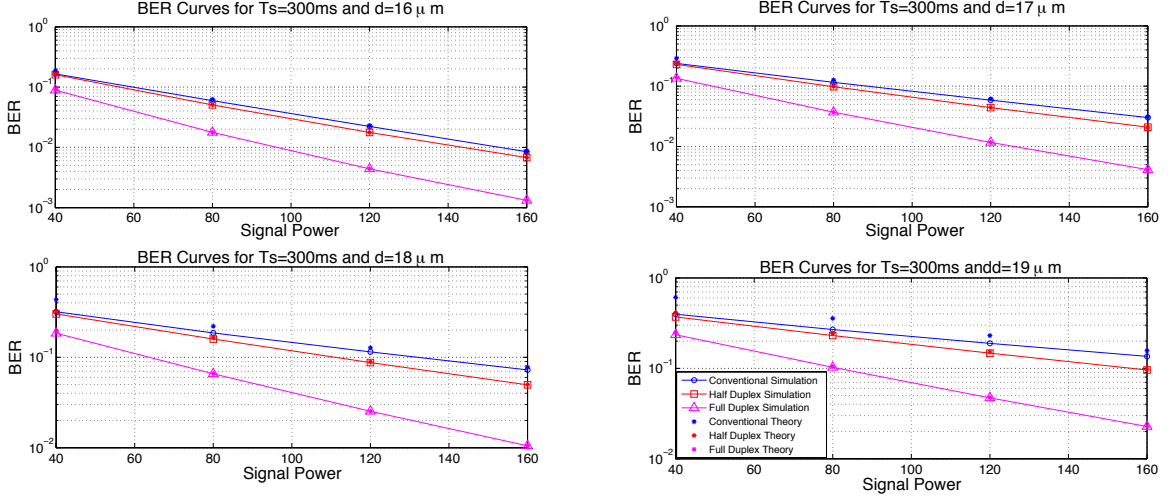 BER Curves for Ts=300ms and d=16 μ m
10^0
10^-1
10^-2
10^-3
BER
40 60 80 100 120 140 160
Signal Power
BER Curves for Ts=300ms and d=17 μ m
10^0
10^-1
10^-2
10^-3
BER
40 60 80 100 120 140 160
Signal Power
BER Curves for Ts=300ms and d=18 μ m
10^0
10^-1
10^-2
BER
40 60 80 100 120 140 160
Signal Power
BER Curves for Ts=300ms andd=19 μ m
10^0
10^-1
10^-2
BER
Conventional Simulation
Half Duplex Simulation
Full Duplex Simulation
Conventional Theory
Half Duplex Theory
Full Duplex Theory
40 60 80 100 120 140 160
Signal Power